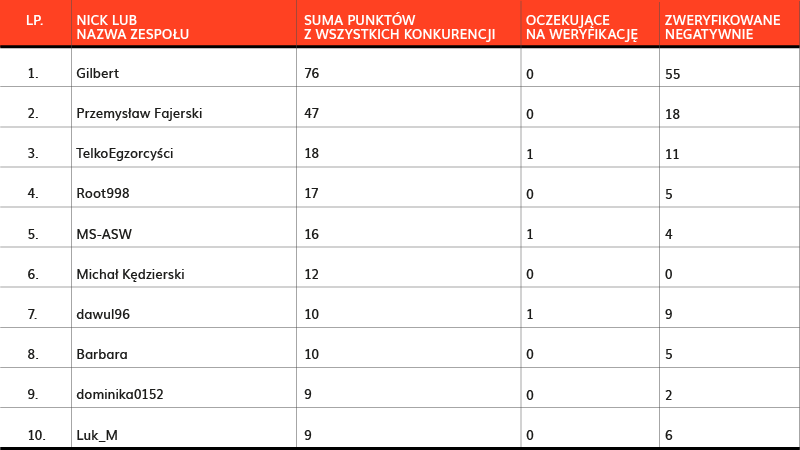 LP. NICK LUB NAZWA ZESPOŁU SUMA PUNKTÓW Z WSZYSTKICH KONKURENCJI OCZEKUJĄCE NA WERYFIKACJĘ ZWERYFIKOWANE NEGATYWNIE
1. Gilbert 76 0 55
2. Przemysław Fajerski 47 0 18
3. TelkoEgzorcyści 18 1 11
4. Root998 17 0 5
5. MS-ASW 16 1 4
6. Michał Kędzierski 12 0 0
7. dawul96 10 1 9
8. Barbara 10 0 5
9. dominika0152 9 0 2
10. Luk_M 9 0 6